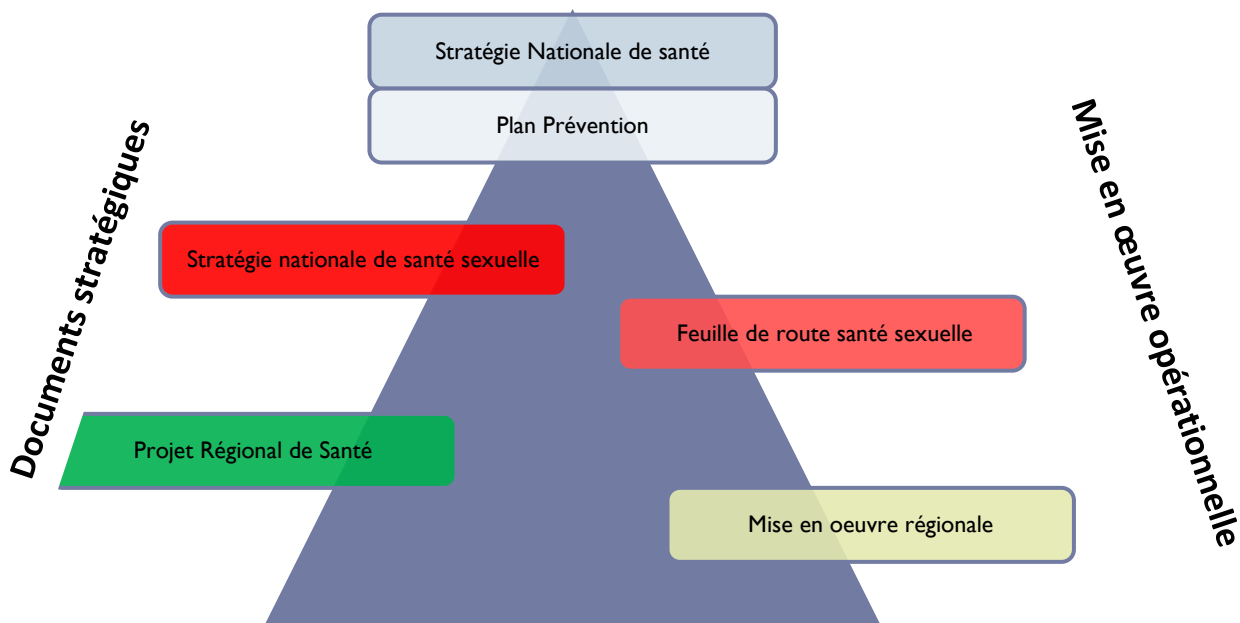 Stratégie Nationale de santé
Plan Prévention
Documents stratégiques
Mise en œuvre opérationnelle
Stratégie nationale de santé sexuelle
Feuille de route santé sexuelle
Projet Régional de Santé
Mise en oeuvre régionale